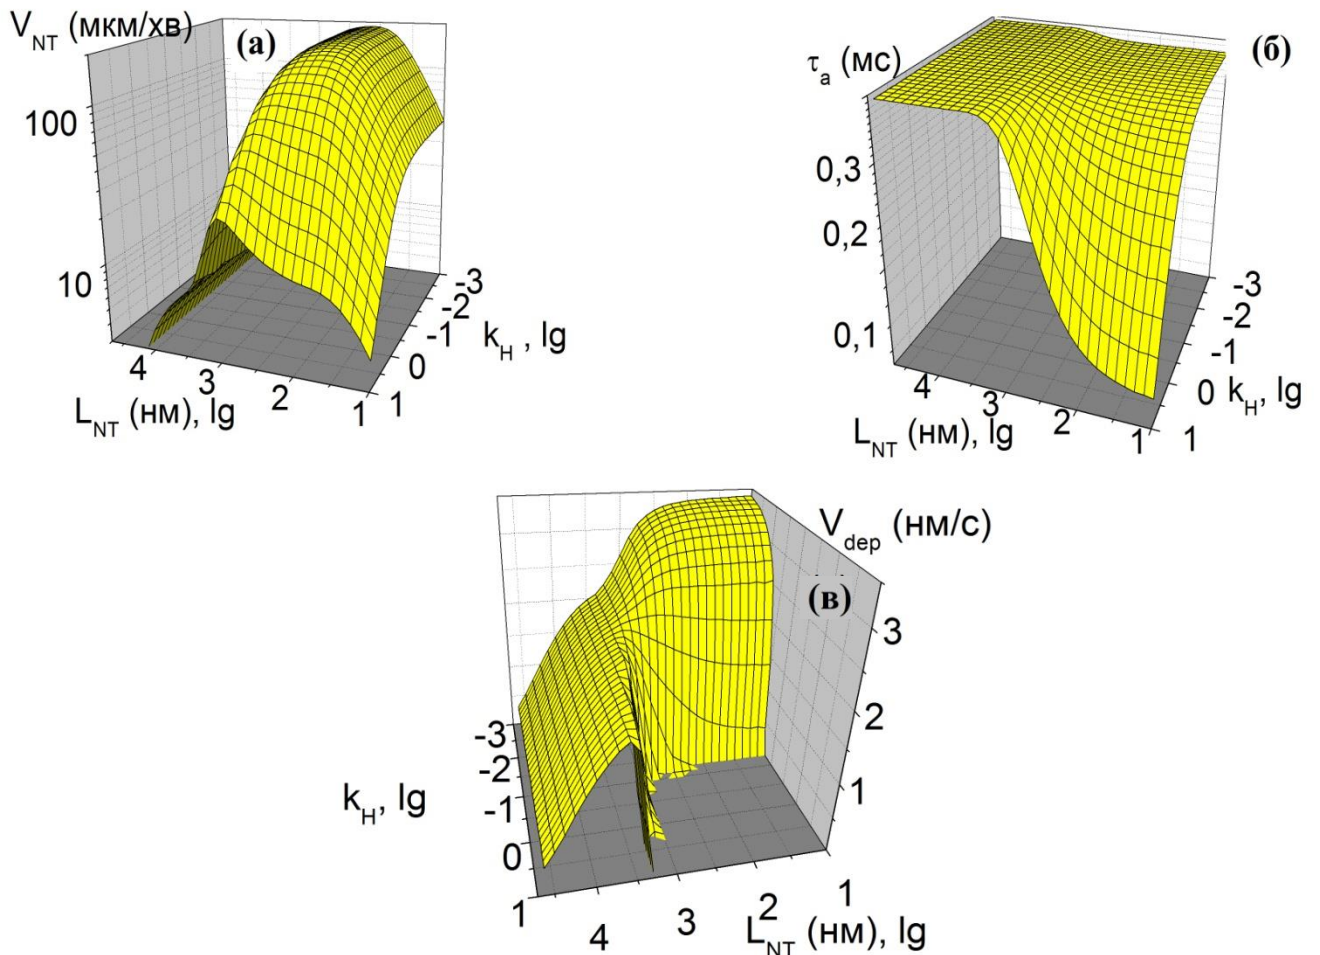 V_NT (мкм/хв)
(а)
100
10
4
3
2
1
L_NT (нм), lg
-3
-2
-1
0
1
k_H , lg
τ_a (мс)
(б)
0,3
0,2
0,1
4
3
2
1
L_NT (нм), lg
-3
-2
-1
0
1
k_H, lg
V_dep (нм/с)
(в)
3
2
1
-3
-2
-1
0
1
k_H, lg
4
3
2
1
L_NT (нм), lg